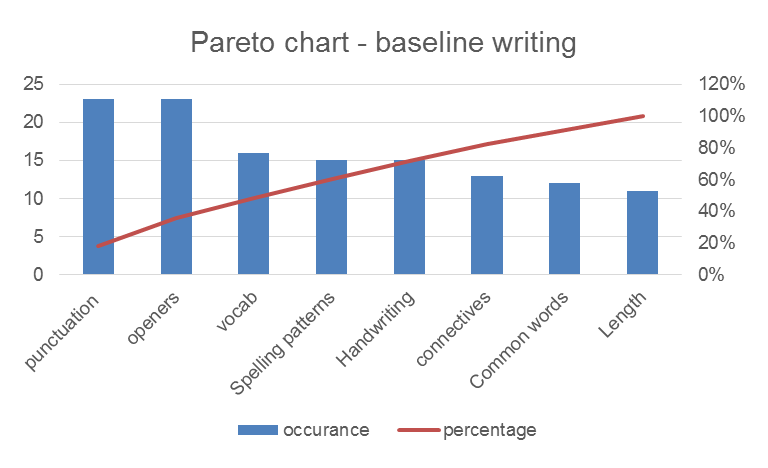 Pareto chart - baseline writing
25 120%
20 100%
15 80%
10 60%
5 40%
0 20%
0%
punctuation
openers
vocab
Spelling patterns
Handwriting
connectives
Common words
Length
occurance percentage